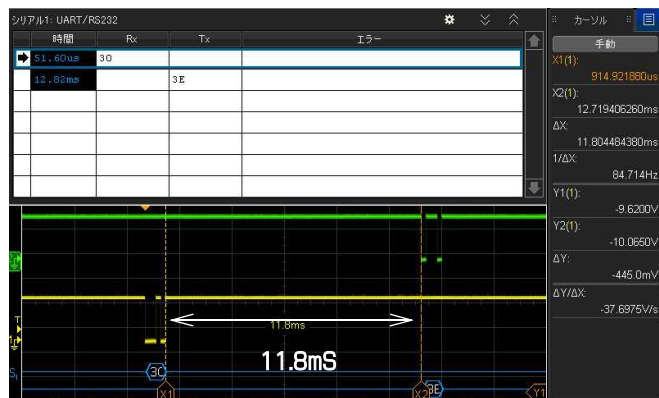 シリアル1: UART/RS232
時間 Rx Tx エラー
51.60us 30
12.82ms 3E
カーソル
手動
X1(1):
914.921880us
X2(1):
12.719406260ms
ΔX:
11.804484380ms
1/ΔX:
84.714Hz
Y1(1):
-9.6200V
Y2(1):
-10.0650V
ΔY:
-445.0mV
ΔY/ΔX:
-37.6975V/s
T
11.8ms
11.8mS
S1
30
3E
X1
X2
Y1